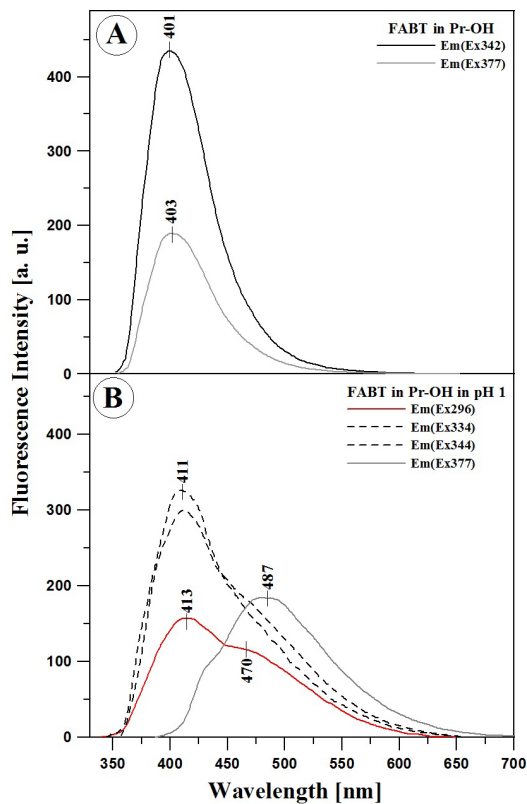 A
401
FABT in Pr-OH
Em(Ex342)
Em(Ex377)
403
400
300
200
100
0
B
FABT in Pr-OH in pH 1
Em(Ex296)
Em(Ex334)
Em(Ex344)
Em(Ex377)
411
413
487
470
400
300
200
100
0
350 400 450 500 550 600 650 700
Fluorescence Intensity [a. u.]
Wavelength [nm]